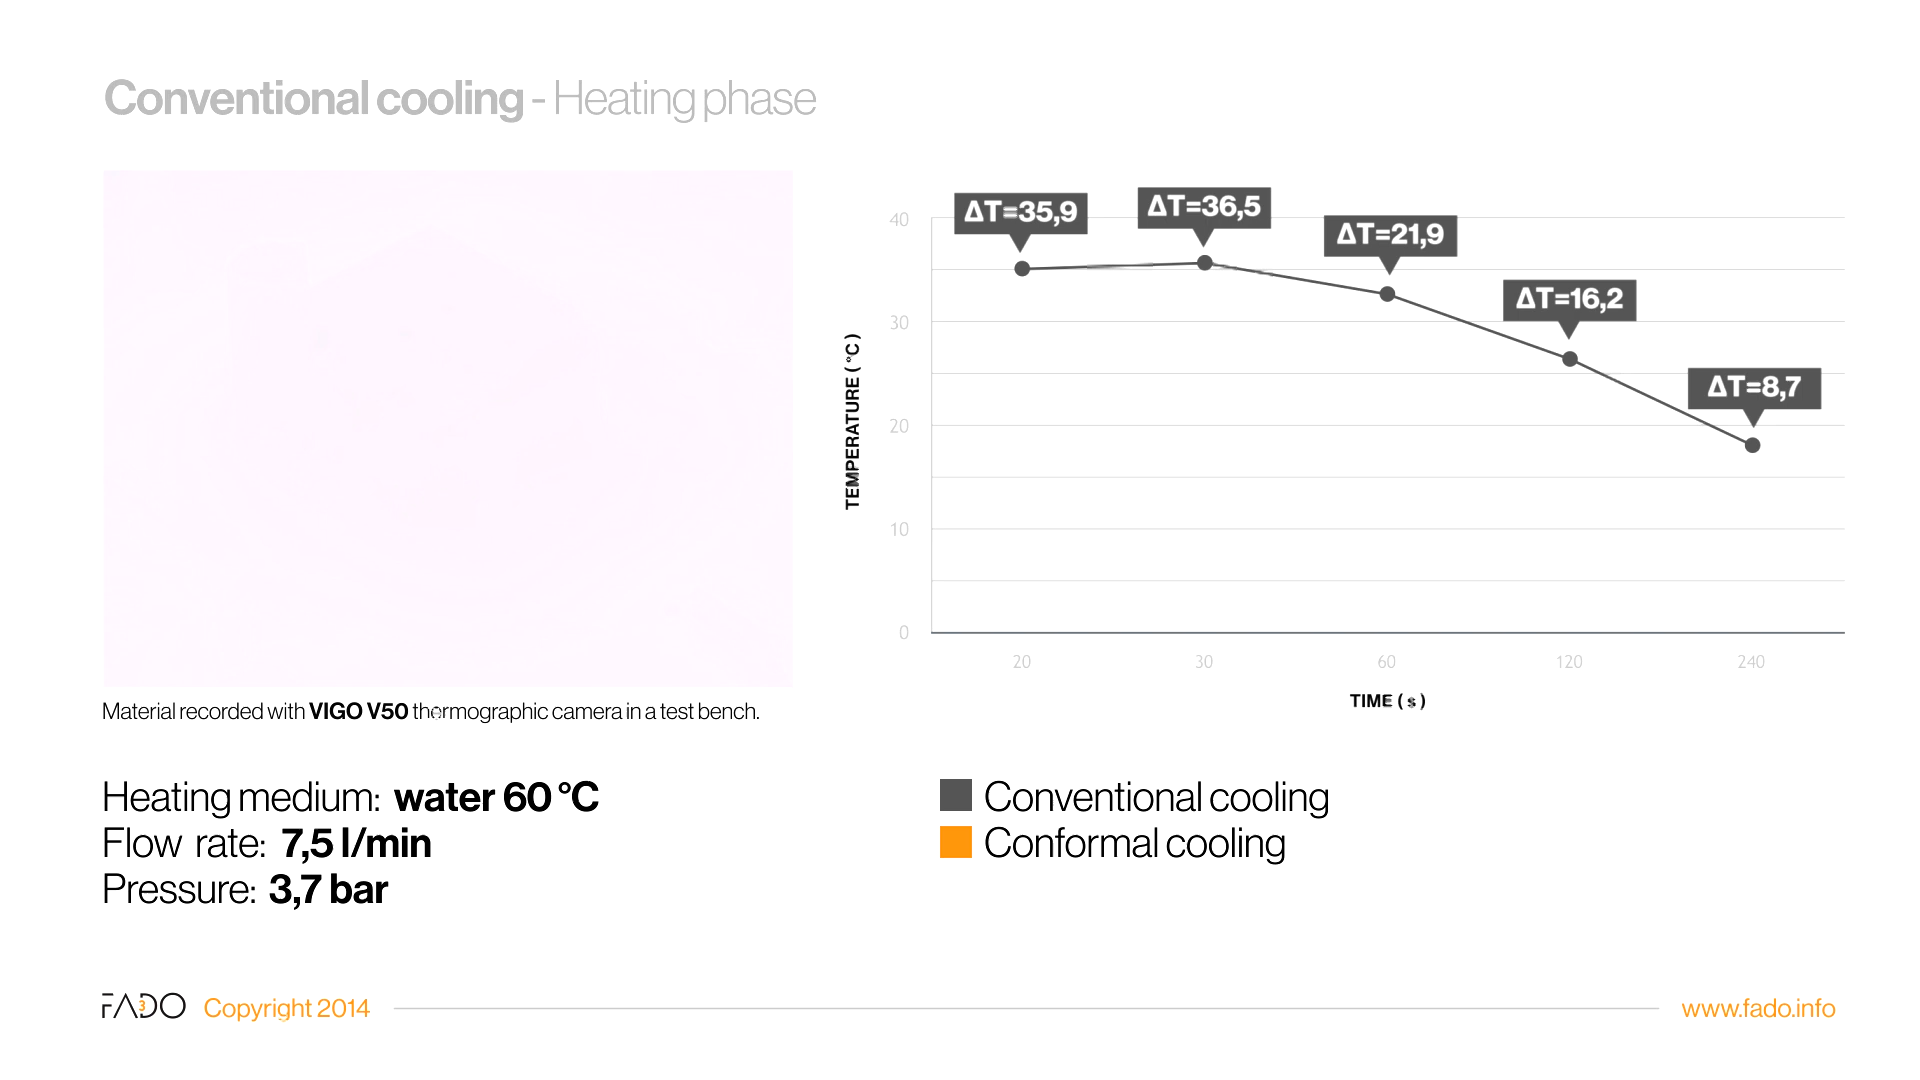 Conventional cooling - Heating phase
ΔT=35,9
ΔT=36,5
ΔT=21,9
ΔT=16,2
ΔT=8,7
40
30
20
10
0
TEMPERATURE ( °C )
20 30 60 120 240
TIME ( s )
Material recorded with VIGO V50 thermographic camera in a test bench.
Heating medium: water 60 °C
Flow rate: 7,5 l/min
Pressure: 3,7 bar
Conventional cooling
Conformal cooling
FADO 3 Copyright 2014
www.fado.info